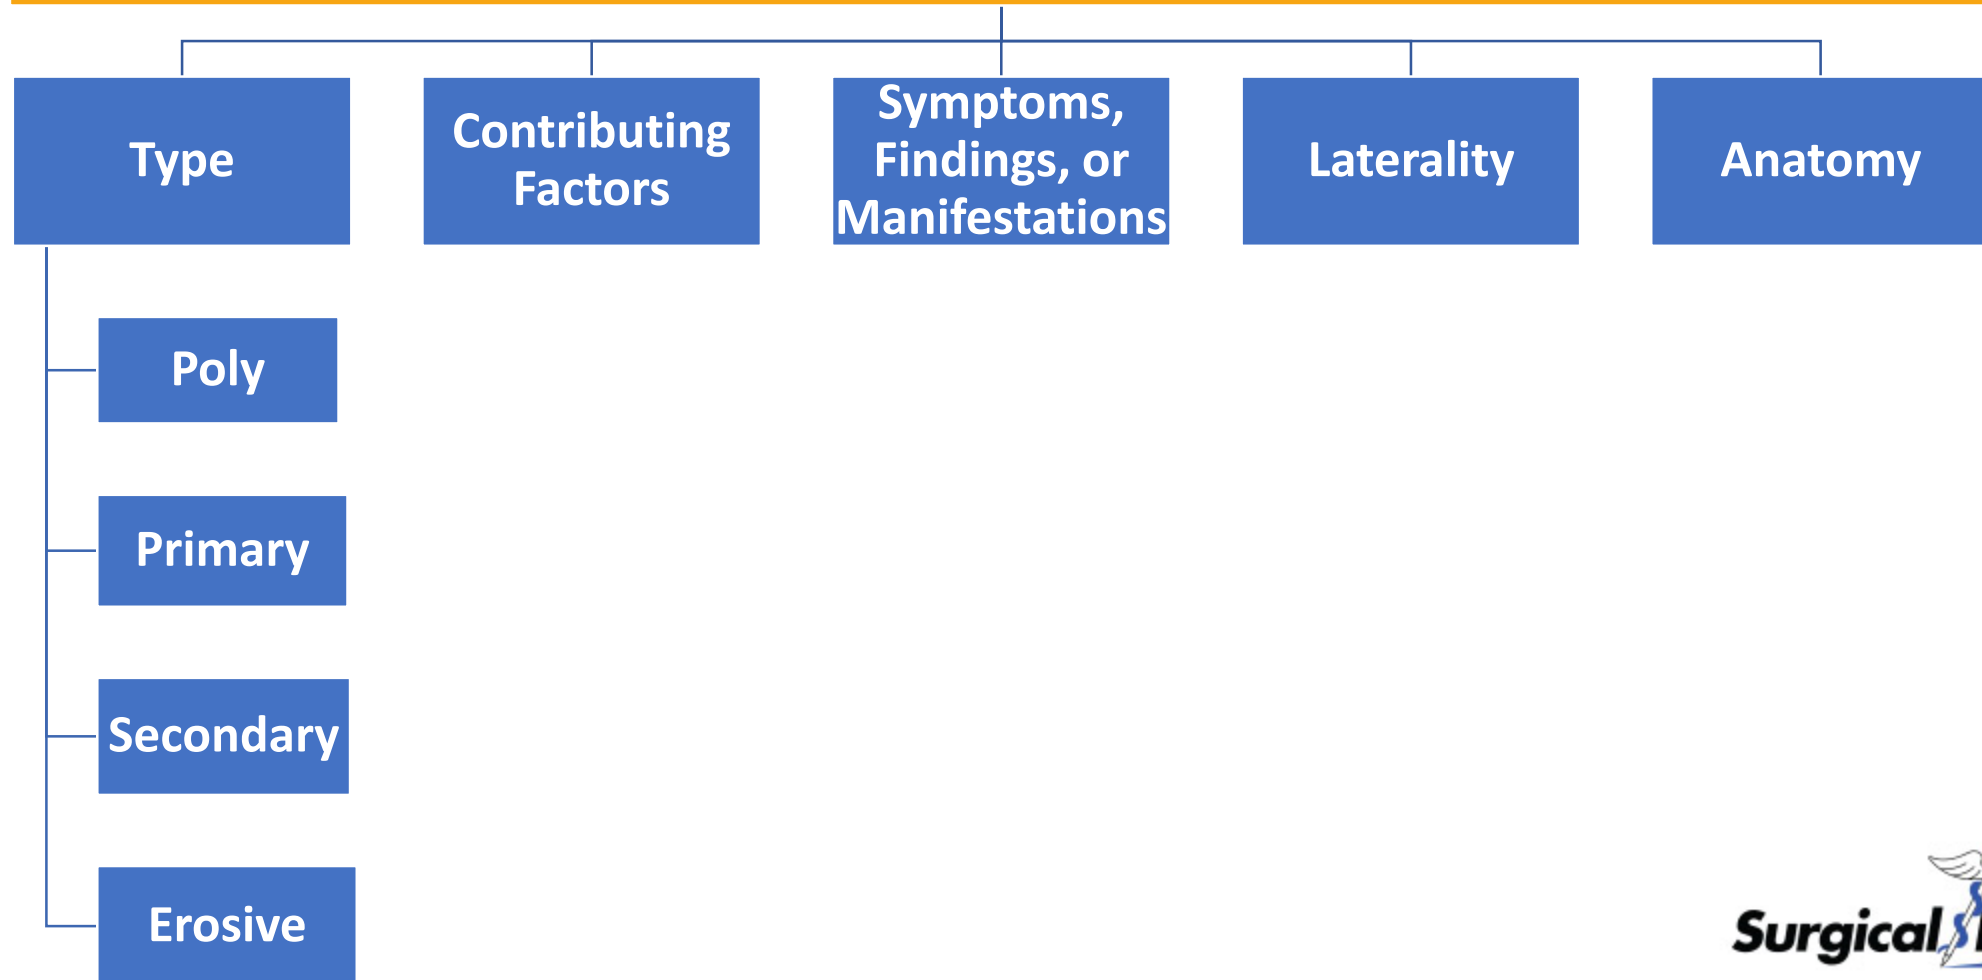 Type
Contributing
Factors
Symptoms,
Findings, or
Manifestations
Laterality
Anatomy
Poly
Primary
Secondary
Erosive
Surgical